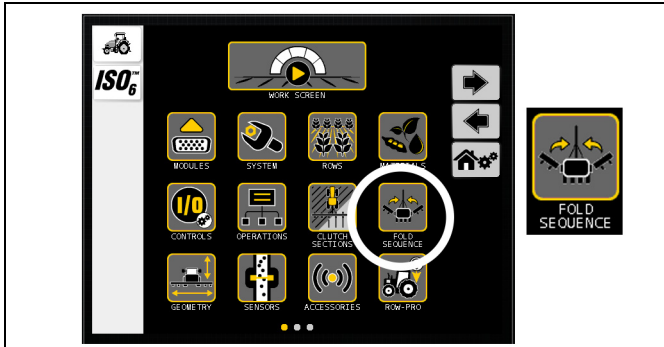 ISO6™
WORK SCREEN
MODULES
SYSTEM
ROWS
MATERIALS
I/O
CONTROLS
OPERATIONS
CLUTCH
SECTIONS
FOLD
SEQUENCE
GEOMETRY
SENSORS
ACCESSORIES
ROW-PRO
FOLD
SEQUENCE